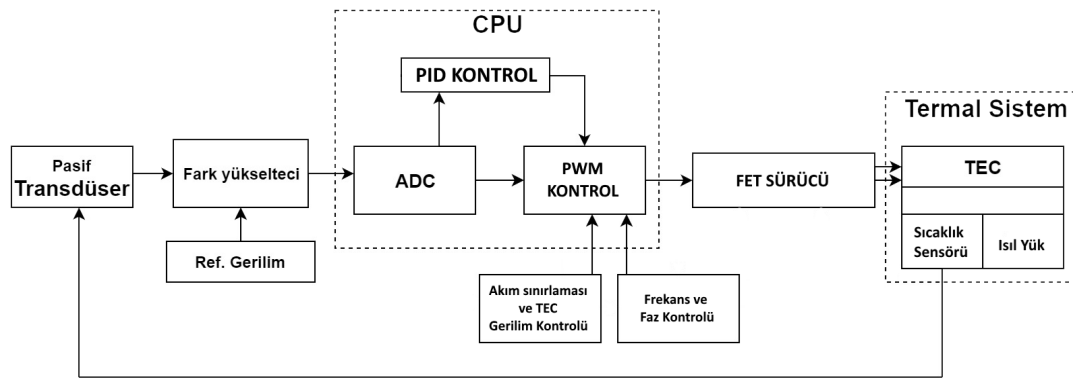 CPU
PID KONTROL
Termal Sistem
Pasif
Transdüser
Fark yükselteci
ADC
PWM
KONTROL
FET SÜRÜCÜ
TEC
Sıcaklık
Sensörü
Isıl Yük
Ref. Gerilim
Akım sınırlaması
ve TEC
Gerilim Kontrolü
Frekans ve
Faz Kontrolü